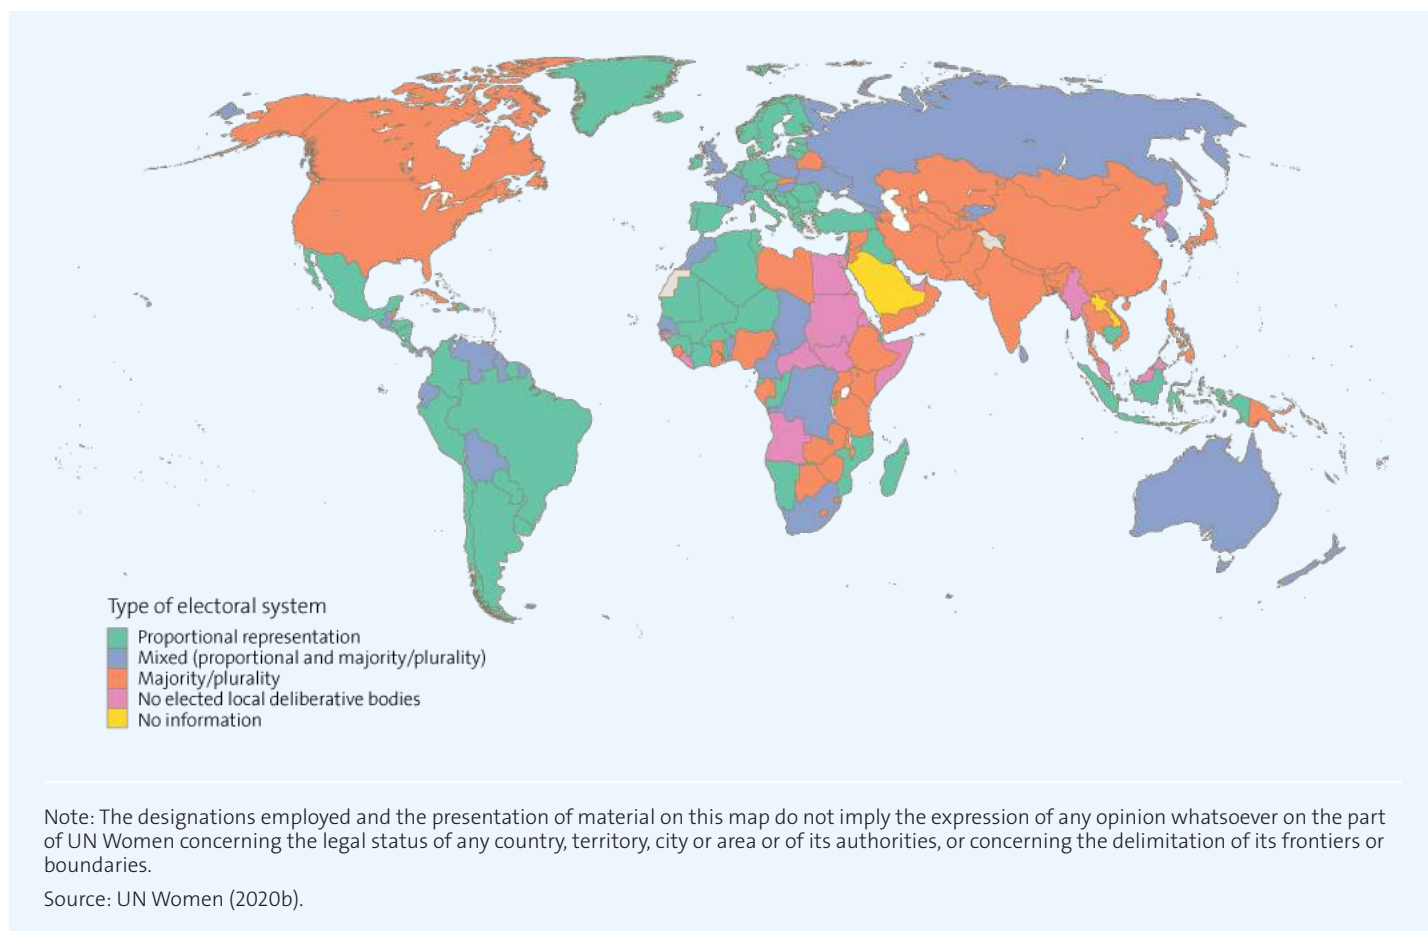 Type of electoral system
Proportional representation
Mixed (proportional and majority/plurality)
Majority/plurality
No elected local deliberative bodies
No information
Note: The designations employed and the presentation of material on this map do not imply the expression of any opinion whatsoever on the part
of UN Women concerning the legal status of any country, territory, city or area or of its authorities, or concerning the delimitation of its frontiers or
boundaries.
Source: UN Women (2020b).